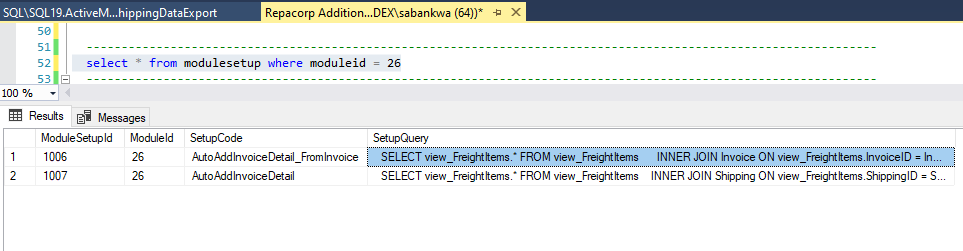 SQL\SQL19.ActiveM...hippingDataExport
Repacorp Addition...DEX\sabankwa (64))*
50
51 --------------------------------------------------------------------------------
52 select * from modulesetup where moduleid = 26
53 --------------------------------------------------------------------------------
100 %
Results Messages
ModuleSetupId ModuleId SetupCode SetupQuery
1 1006 26 AutoAddInvoiceDetail_FromInvoice SELECT view_FreightItems.* FROM view_FreightItems INNER JOIN Invoice ON view_FreightItems.InvoiceID = In...
2 1007 26 AutoAddInvoiceDetail SELECT view_FreightItems.* FROM view_FreightItems INNER JOIN Shipping ON view_FreightItems.ShippingID = S...